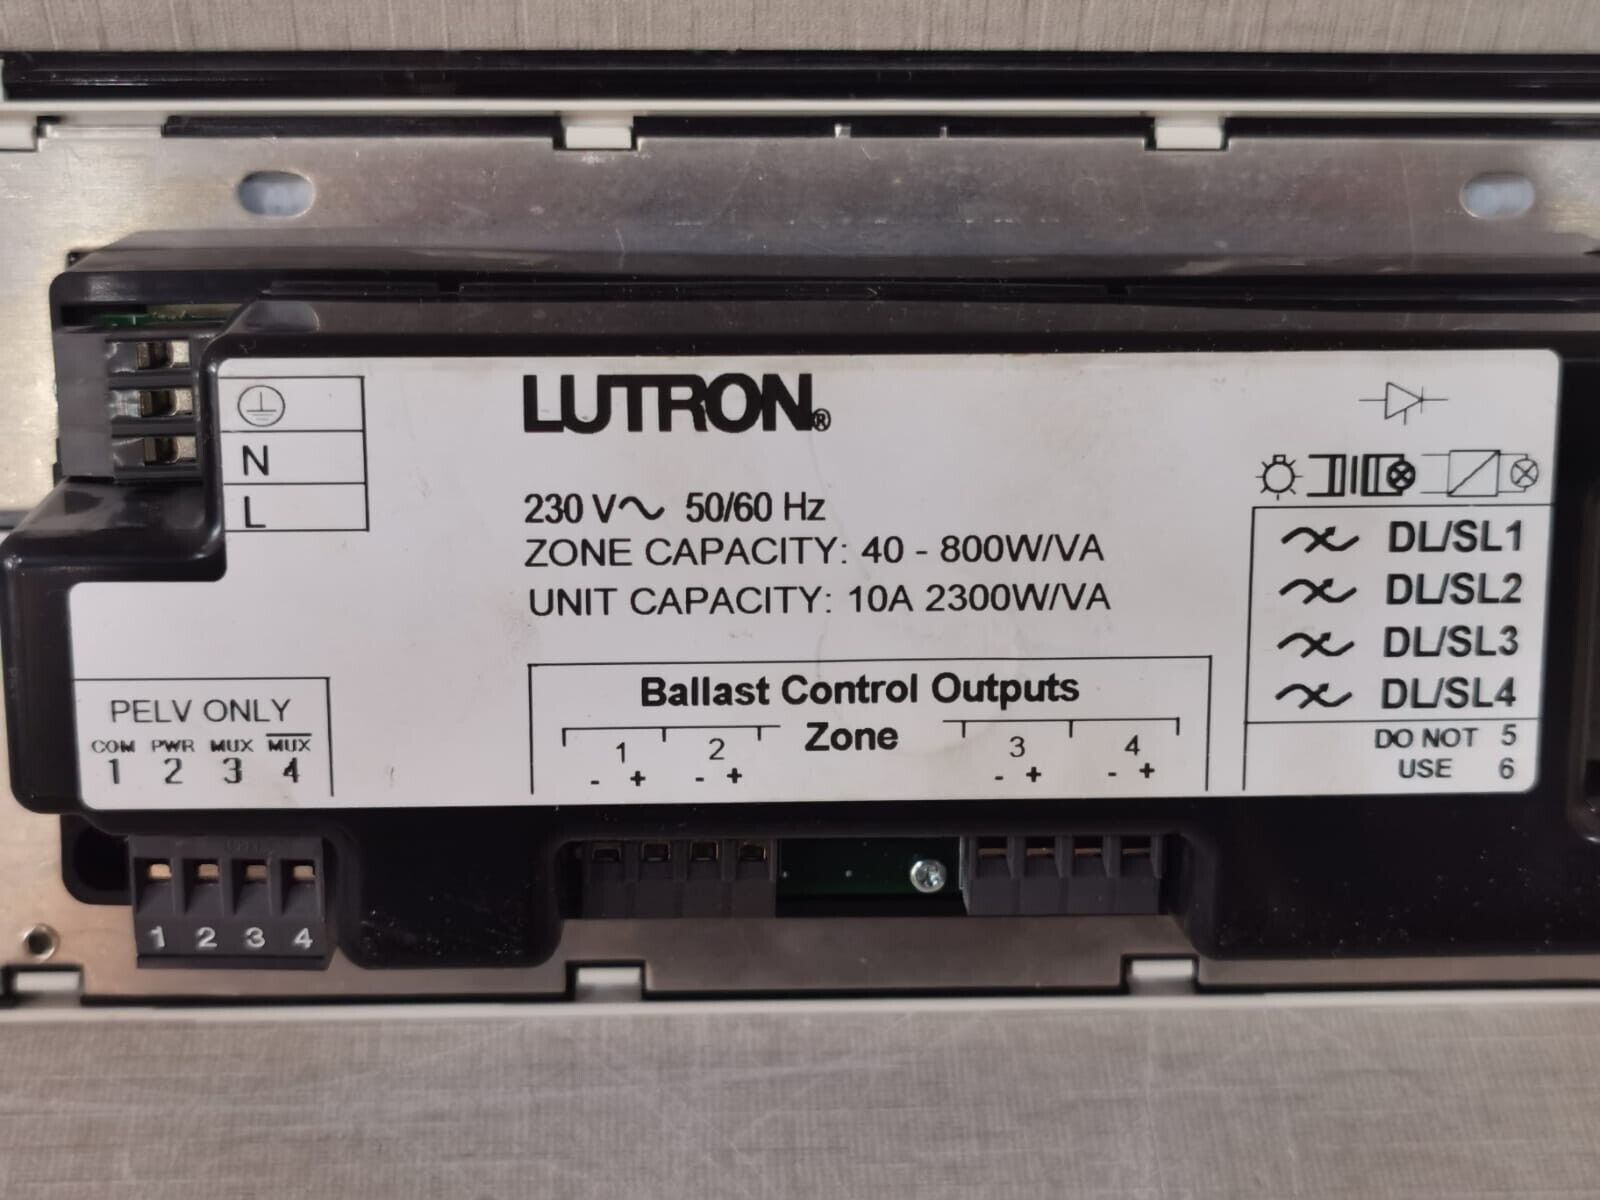 LUTRON®
N
L
230 V~ 50/60 Hz
ZONE CAPACITY: 40 - 800W/VA
UNIT CAPACITY: 10A 2300W/VA
DL/SL1
DL/SL2
DL/SL3
DL/SL4
DO NOT 5
USE 6
Ballast Control Outputs
Zone
1 2 3 4
- + - + - + - +
PELV ONLY
COM PWR MUX M̅U̅X̅
1 2 3 4
1 2 3 4